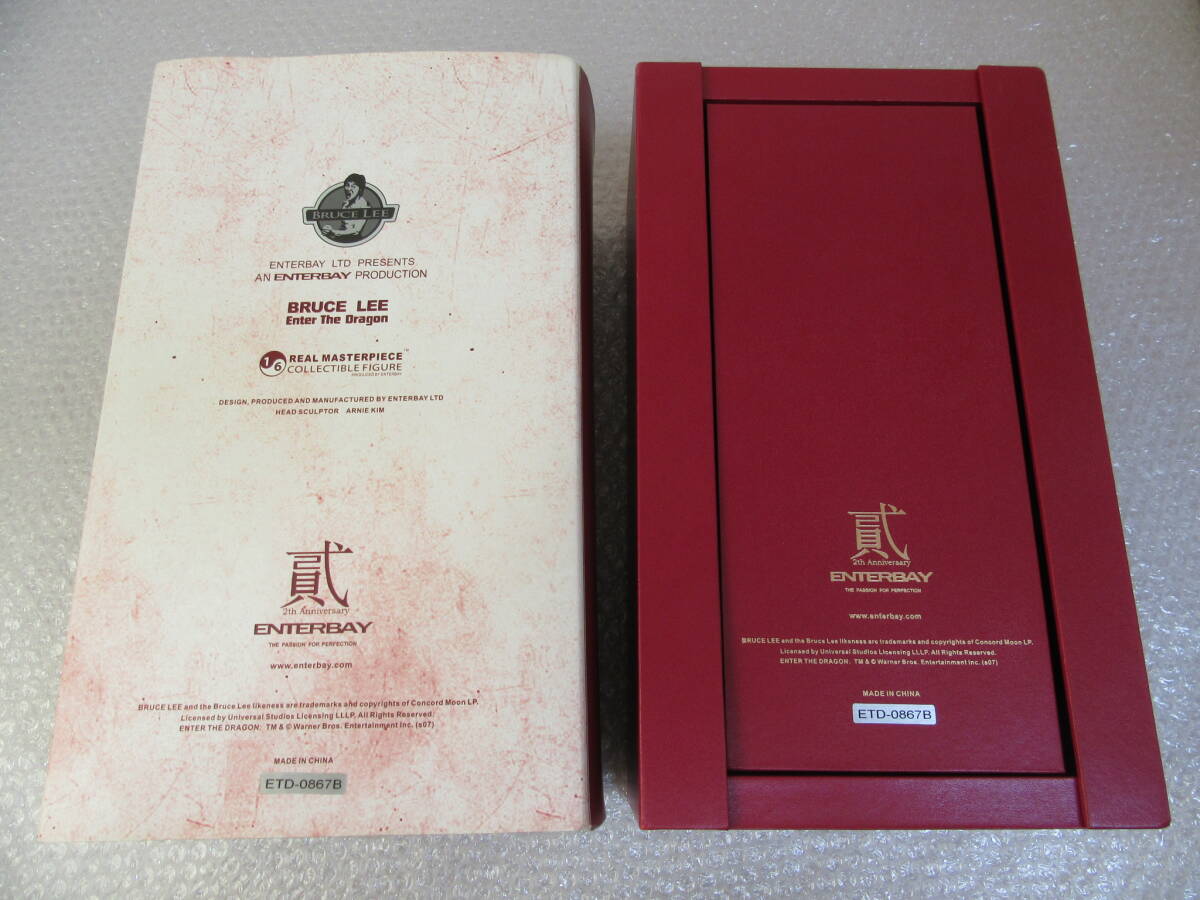 BRUCE LEE
ENTERBAY LTD PRESENTS
AN ENTERBAY PRODUCTION
BRUCE LEE
Enter The Dragon
1/6 REAL MASTERPIECE™
COLLECTIBLE FIGURE
PRODUCED BY ENTERBAY
DESIGN, PRODUCED AND MANUFACTURED BY ENTERBAY LTD
HEAD SCULPTOR ARNIE KIM
貳
2th Anniversary
ENTERBAY
THE PASSION FOR PERFECTION
www.enterbay.com
BRUCE LEE and the Bruce Lee likeness are trademarks and copyrights of Concord Moon LP.
Licensed by Universal Studios Licensing LLLP. All Rights Reserved.
ENTER THE DRAGON: TM & © Warner Bros. Entertainment Inc. (s07)
MADE IN CHINA
ETD-0867B
貳
2th Anniversary
ENTERBAY
THE PASSION FOR PERFECTION
www.enterbay.com
BRUCE LEE and the Bruce Lee likeness are trademarks and copyrights of Concord Moon LP.
Licensed by Universal Studios Licensing LLLP. All Rights Reserved.
ENTER THE DRAGON: TM & © Warner Bros. Entertainment Inc. (s07)
MADE IN CHINA
ETD-0867B